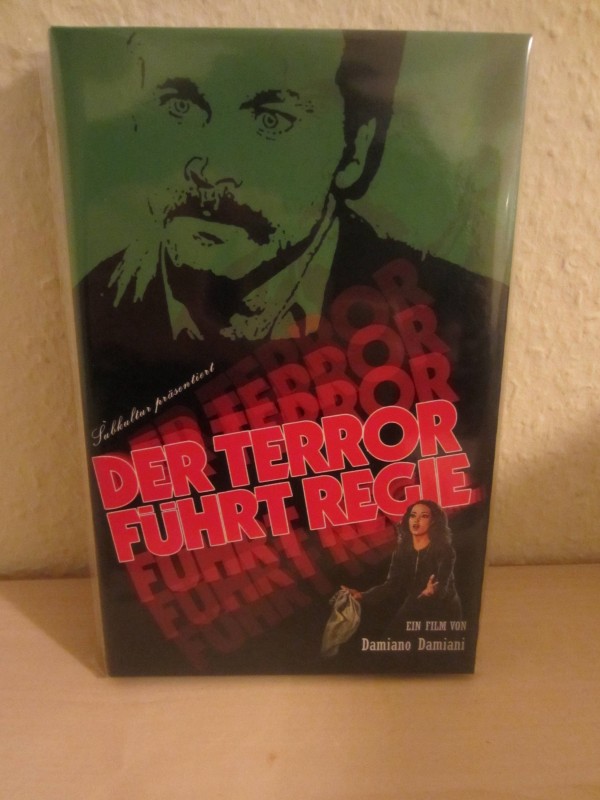 Subkultur präsentiert
DER TERROR
FÜHRT REGIE
EIN FILM VON
Damiano Damiani